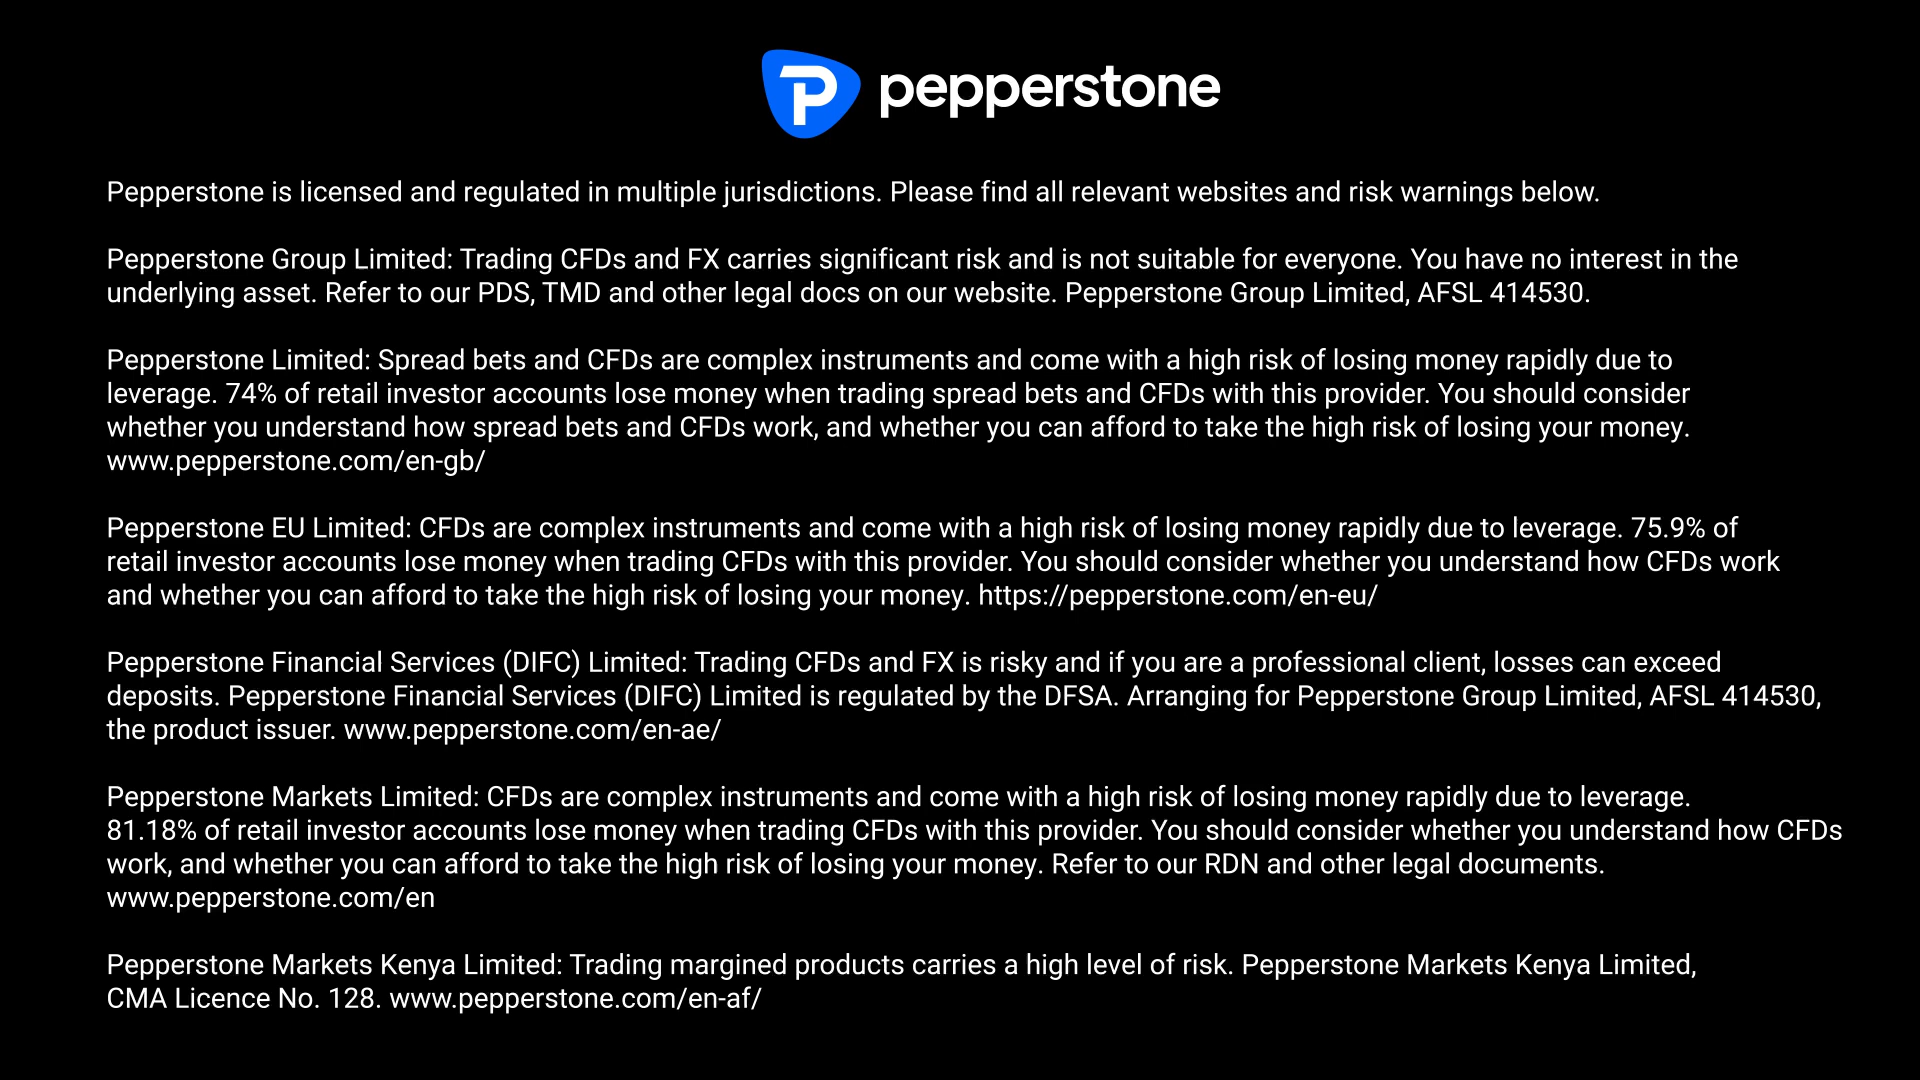 pepperstone
Pepperstone is licensed and regulated in multiple jurisdictions. Please find all relevant websites and risk warnings below.
Pepperstone Group Limited: Trading CFDs and FX carries significant risk and is not suitable for everyone. You have no interest in the
underlying asset. Refer to our PDS, TMD and other legal docs on our website. Pepperstone Group Limited, AFSL 414530.
Pepperstone Limited: Spread bets and CFDs are complex instruments and come with a high risk of losing money rapidly due to
leverage. 74% of retail investor accounts lose money when trading spread bets and CFDs with this provider. You should consider
whether you understand how spread bets and CFDs work, and whether you can afford to take the high risk of losing your money.
www.pepperstone.com/en-gb/
Pepperstone EU Limited: CFDs are complex instruments and come with a high risk of losing money rapidly due to leverage. 75.9% of
retail investor accounts lose money when trading CFDs with this provider. You should consider whether you understand how CFDs work
and whether you can afford to take the high risk of losing your money. https://pepperstone.com/en-eu/
Pepperstone Financial Services (DIFC) Limited: Trading CFDs and FX is risky and if you are a professional client, losses can exceed
deposits. Pepperstone Financial Services (DIFC) Limited is regulated by the DFSA. Arranging for Pepperstone Group Limited, AFSL 414530,
the product issuer. www.pepperstone.com/en-ae/
Pepperstone Markets Limited: CFDs are complex instruments and come with a high risk of losing money rapidly due to leverage.
81.18% of retail investor accounts lose money when trading CFDs with this provider. You should consider whether you understand how CFDs
work, and whether you can afford to take the high risk of losing your money. Refer to our RDN and other legal documents.
www.pepperstone.com/en
Pepperstone Markets Kenya Limited: Trading margined products carries a high level of risk. Pepperstone Markets Kenya Limited,
CMA Licence No. 128. www.pepperstone.com/en-af/